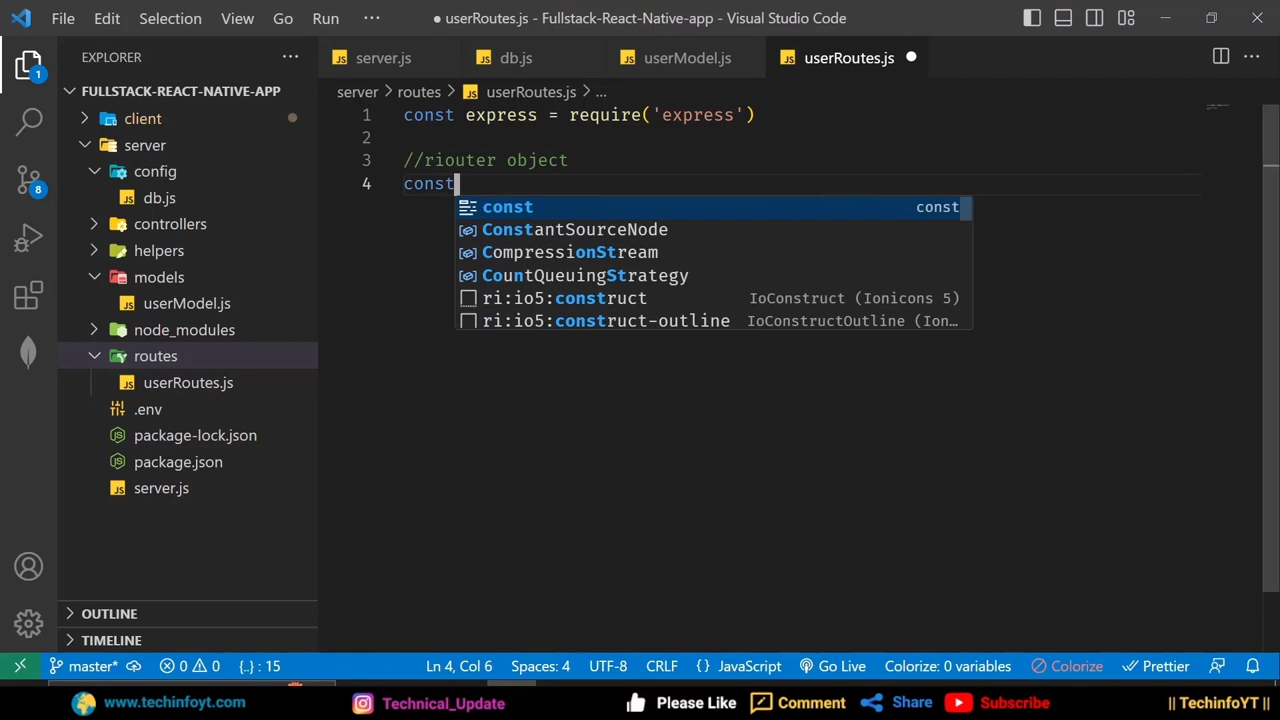 File Edit Selection View Go Run ··· ● userRoutes.js - Fullstack-React-Native-app - Visual Studio Code
EXPLORER ···
server.js db.js userModel.js userRoutes.js ●
FULLSTACK-REACT-NATIVE-APP
server > routes > userRoutes.js > ...
client
server
config
db.js
controllers
helpers
models
userModel.js
node_modules
routes
userRoutes.js
.env
package-lock.json
package.json
server.js
OUTLINE
TIMELINE
1
8
1 const express = require('express')
2
3 //riouter object
4 const
const const
ConstantSourceNode
CompressionStream
CountQueuingStrategy
ri:io5:construct IoConstruct (Ionicons 5)
ri:io5:construct-outline IoConstructOutline (Ion…
master* 0 0 {..} : 15 Ln 4, Col 6 Spaces: 4 UTF-8 CRLF {} JavaScript Go Live Colorize: 0 variables Colorize Prettier
www.techinfoyt.com Technical_Update Please Like Comment Share Subscribe || TechinfoYT ||